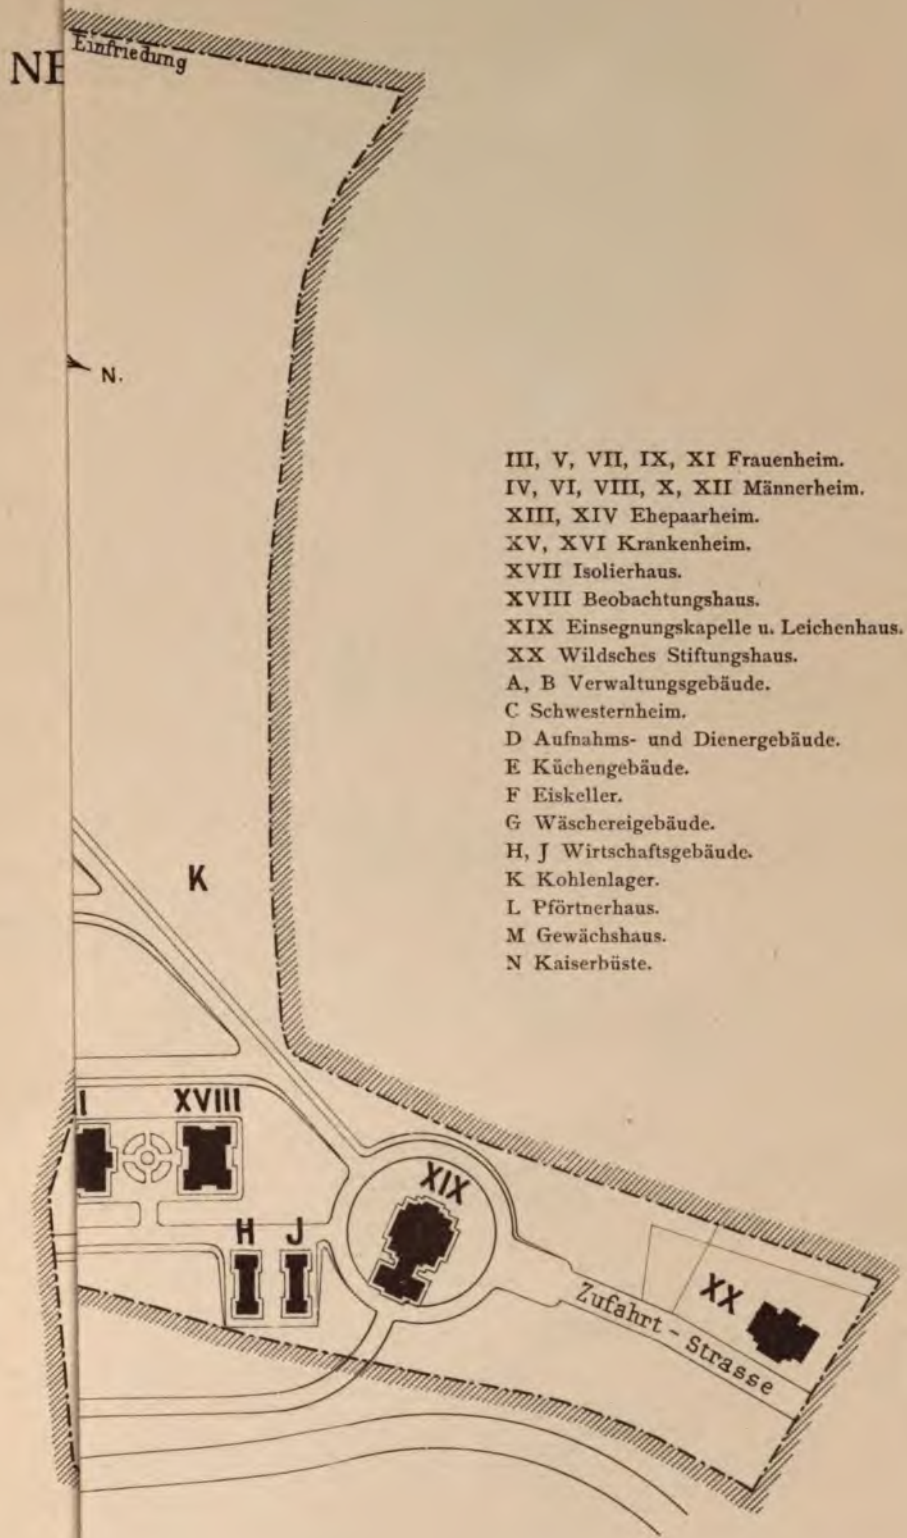 NE
Einfriedung
N.
III, V, VII, IX, XI Frauenheim.
IV, VI, VIII, X, XII Männerheim.
XIII, XIV Ehepaarheim.
XV, XVI Krankenheim.
XVII Isolierhaus.
XVIII Beobachtungshaus.
XIX Einsegnungskapelle u. Leichenhaus.
XX Wildsches Stiftungshaus.
A, B Verwaltungsgebäude.
C Schwesternheim.
D Aufnahms- und Dienergebäude.
E Küchengebäude.
F Eiskeller.
G Wäschereigebäude.
H, J Wirtschaftsgebäude.
K Kohlenlager.
L Pförtnerhaus.
M Gewächshaus.
N Kaiserbüste.
K
I XVIII
XIX
H J
XX
Zufahrt-Strasse